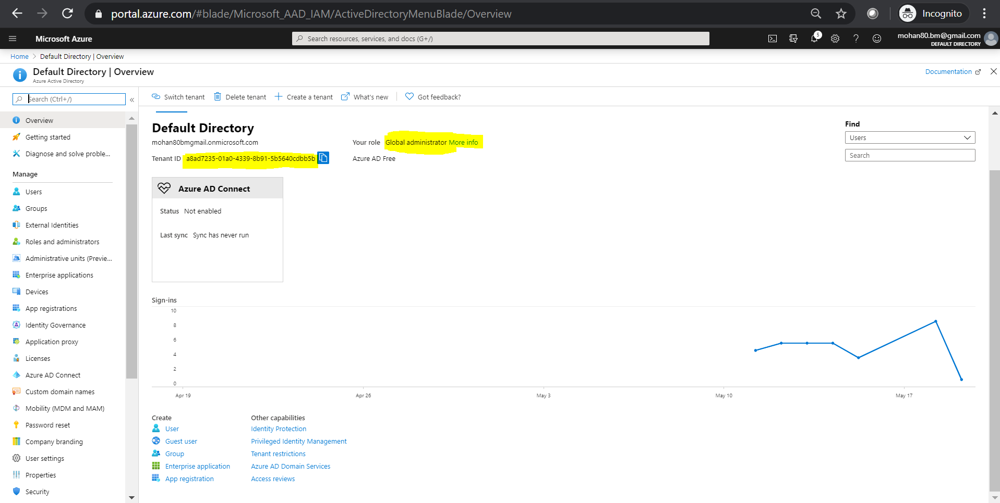 portal.azure.com/#blade/Microsoft_AAD_IAM/ActiveDirectoryMenuBlade/Overview
Incognito
Microsoft Azure
Search resources, services, and docs (G+/)
5
mohan80.bm@gmail.com
DEFAULT DIRECTORY
Home > Default Directory | Overview
Default Directory | Overview
Azure Active Directory
Documentation
Search (Ctrl+/)
«
Switch tenant
Delete tenant
Create a tenant
What's new
Got feedback?
Overview
Getting started
Diagnose and solve proble...
Manage
Users
Groups
External Identities
Roles and administrators
Administrative units (Previe...
Enterprise applications
Devices
App registrations
Identity Governance
Application proxy
Licenses
Azure AD Connect
Custom domain names
Mobility (MDM and MAM)
Password reset
Company branding
User settings
Properties
Security
Default Directory
mohan80bmgmail.onmicrosoft.com
Tenant ID a8ad7235-01a0-4339-8b91-5b5640cdbb5b
Your role Global administrator More info
Azure AD Free
Find
Users
Search
Azure AD Connect
Status Not enabled
Last sync Sync has never run
Sign-ins
10
8
6
4
2
0
Apr 19
Apr 26
May 3
May 10
May 17
Create
User
Guest user
Group
Enterprise application
App registration
Other capabilities
Identity Protection
Privileged Identity Management
Tenant restrictions
Azure AD Domain Services
Access reviews